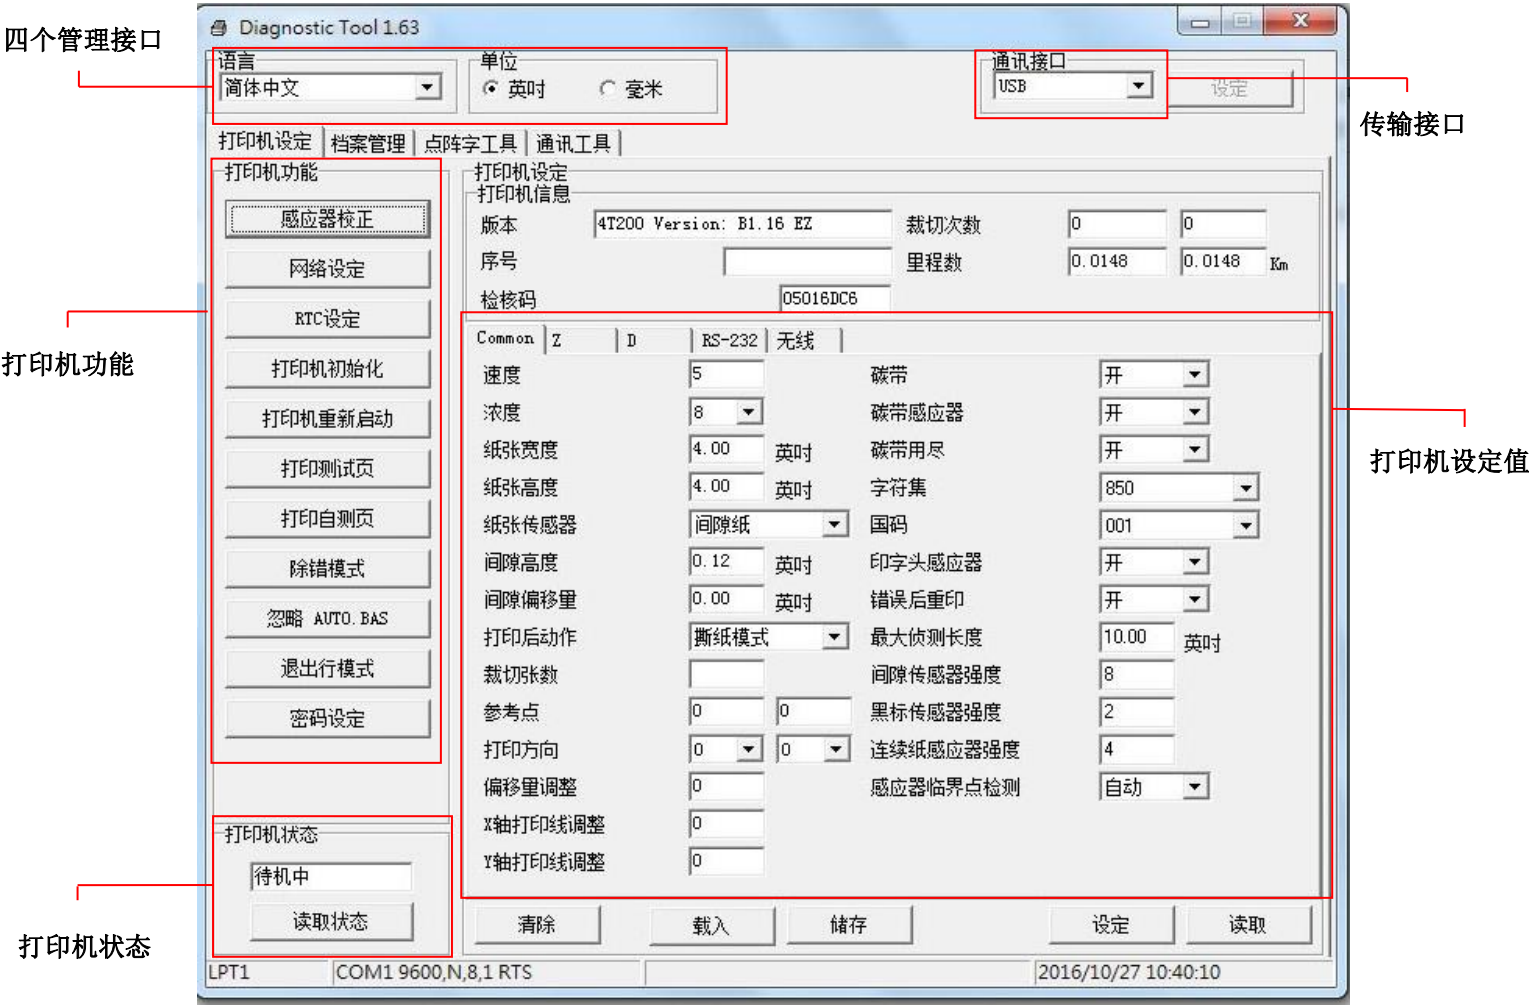 四个管理接口
Diagnostic Tool 1.63
语言
单位
通讯接口
简体中文
英吋
毫米
USB
设定
传输接口
打印机设定
档案管理
点阵字工具
通讯工具
打印机功能
感应器校正
网络设定
RTC设定
打印机初始化
打印机重新启动
打印测试页
打印自测页
除错模式
忽略 AUTO.BAS
退出行模式
密码设定
打印机功能
打印机设定
打印机信息
版本
4T200 Version: B1.16 EZ
裁切次数
0
0
序号
里程数
0.0148
0.0148
Km
检核码
05016DC6
Common
Z
D
RS-232
无线
速度
5
碳带
开
浓度
8
碳带感应器
开
纸张宽度
4.00
英吋
碳带用尽
开
纸张高度
4.00
英吋
字符集
850
纸张传感器
间隙纸
国码
001
间隙高度
0.12
英吋
印字头感应器
开
间隙偏移量
0.00
英吋
错误后重印
开
打印后动作
撕纸模式
最大侦测长度
10.00
英吋
裁切张数
间隙传感器强度
8
参考点
0
0
黑标传感器强度
2
打印方向
0
0
连续纸感应器强度
4
偏移量调整
0
感应器临界点检测
自动
X轴打印线调整
0
Y轴打印线调整
0
打印机设定值
打印机状态
待机中
读取状态
打印机状态
清除
载入
储存
设定
读取
LPT1
COM1 9600,N,8,1 RTS
2016/10/27 10:40:10